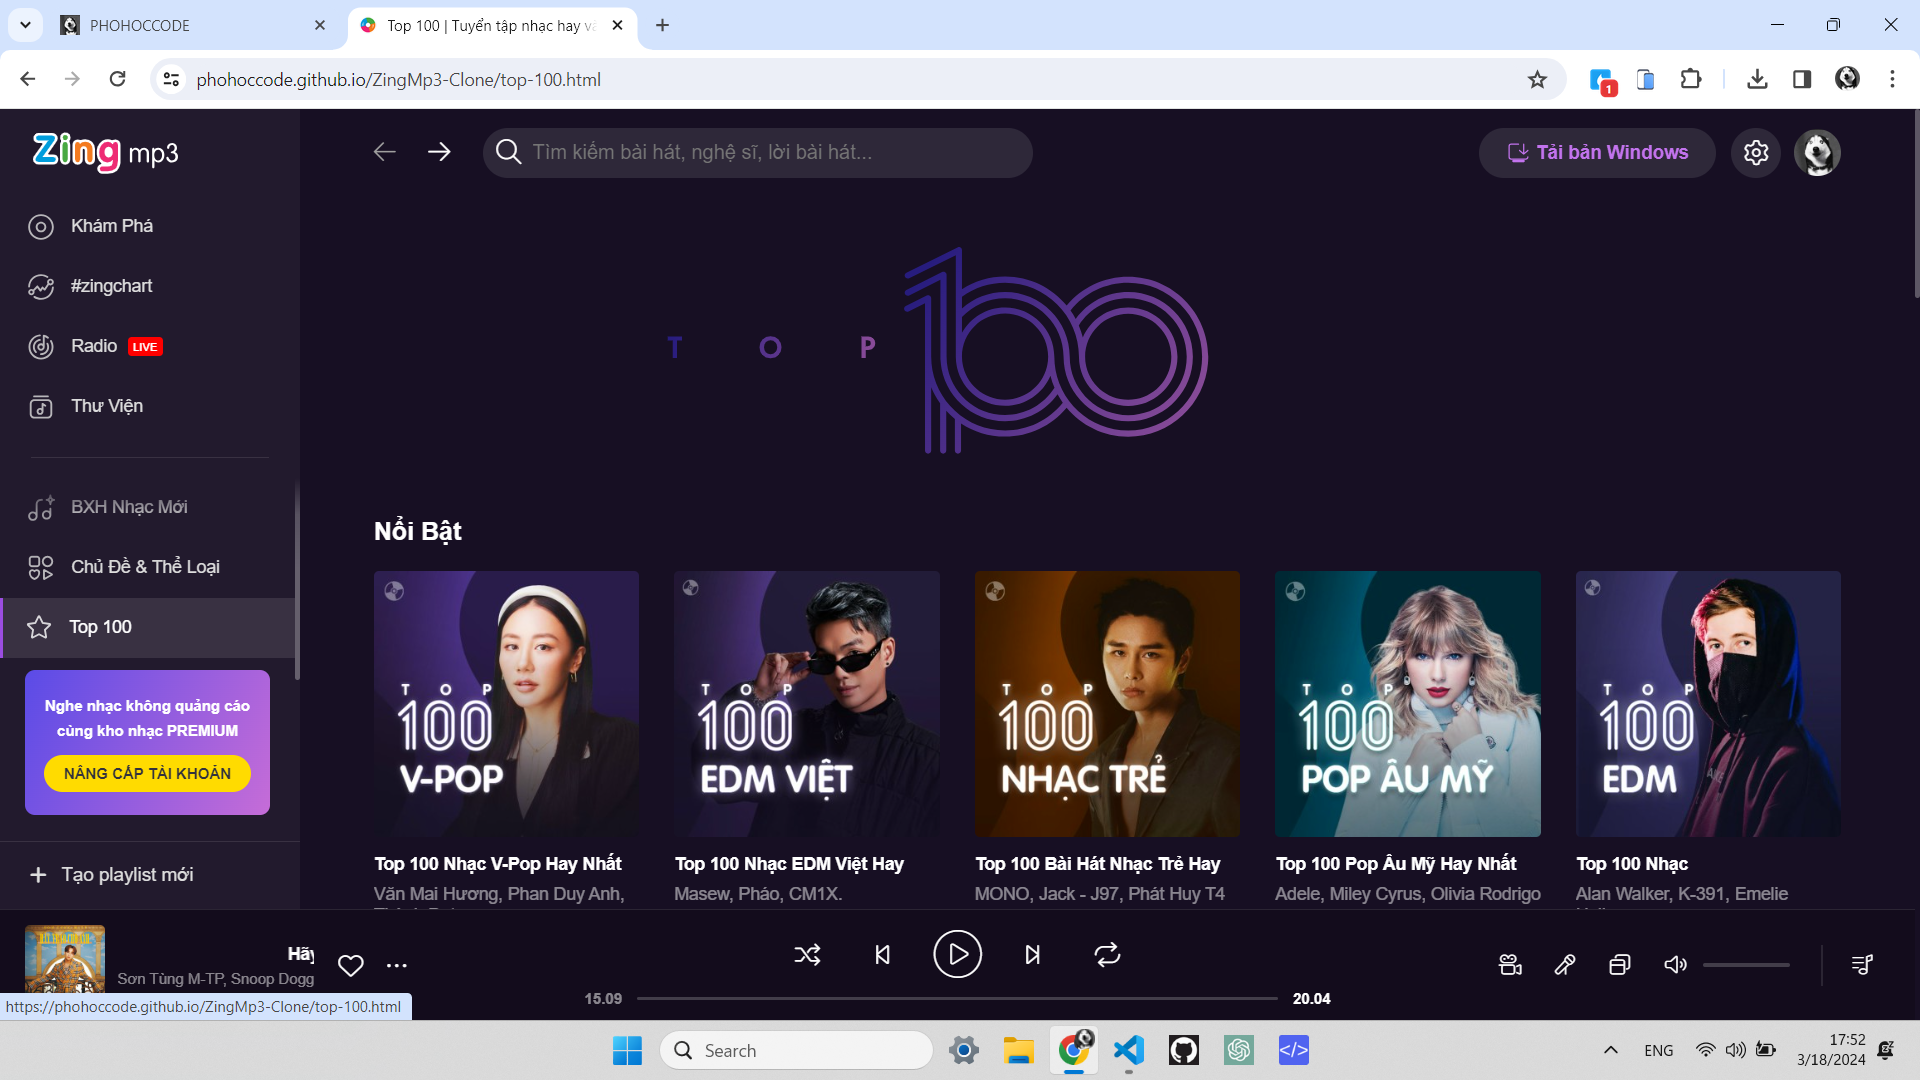 PHOHOCCODE
Top 100 | Tuyển tập nhạc hay và
phohoccode.github.io/ZingMp3-Clone/top-100.html
1
Zing mp3
Tìm kiếm bài hát, nghệ sĩ, lời bài hát...
Tải bản Windows
Khám Phá
#zingchart
Radio LIVE
Thư Viện
BXH Nhạc Mới
Chủ Đề & Thể Loại
Top 100
Nghe nhạc không quảng cáo
cùng kho nhạc PREMIUM
NÂNG CẤP TÀI KHOẢN
Tạo playlist mới
TOP 100
Nổi Bật
TOP
100
V-POP
TOP
100
EDM VIỆT
TOP
100
NHẠC TRẺ
TOP
100
POP ÂU MỸ
TOP
100
EDM
Top 100 Nhạc V-Pop Hay Nhất
Văn Mai Hương, Phan Duy Anh,
Top 100 Nhạc EDM Việt Hay
Masew, Pháo, CM1X.
Top 100 Bài Hát Nhạc Trẻ Hay
MONO, Jack - J97, Phát Huy T4
Top 100 Pop Âu Mỹ Hay Nhất
Adele, Miley Cyrus, Olivia Rodrigo
Top 100 Nhạc
Alan Walker, K-391, Emelie
Hãy
Sơn Tùng M-TP, Snoop Dogg
15.09
20.04
https://phohoccode.github.io/ZingMp3-Clone/top-100.html
Search
ENG
17:52
3/18/2024